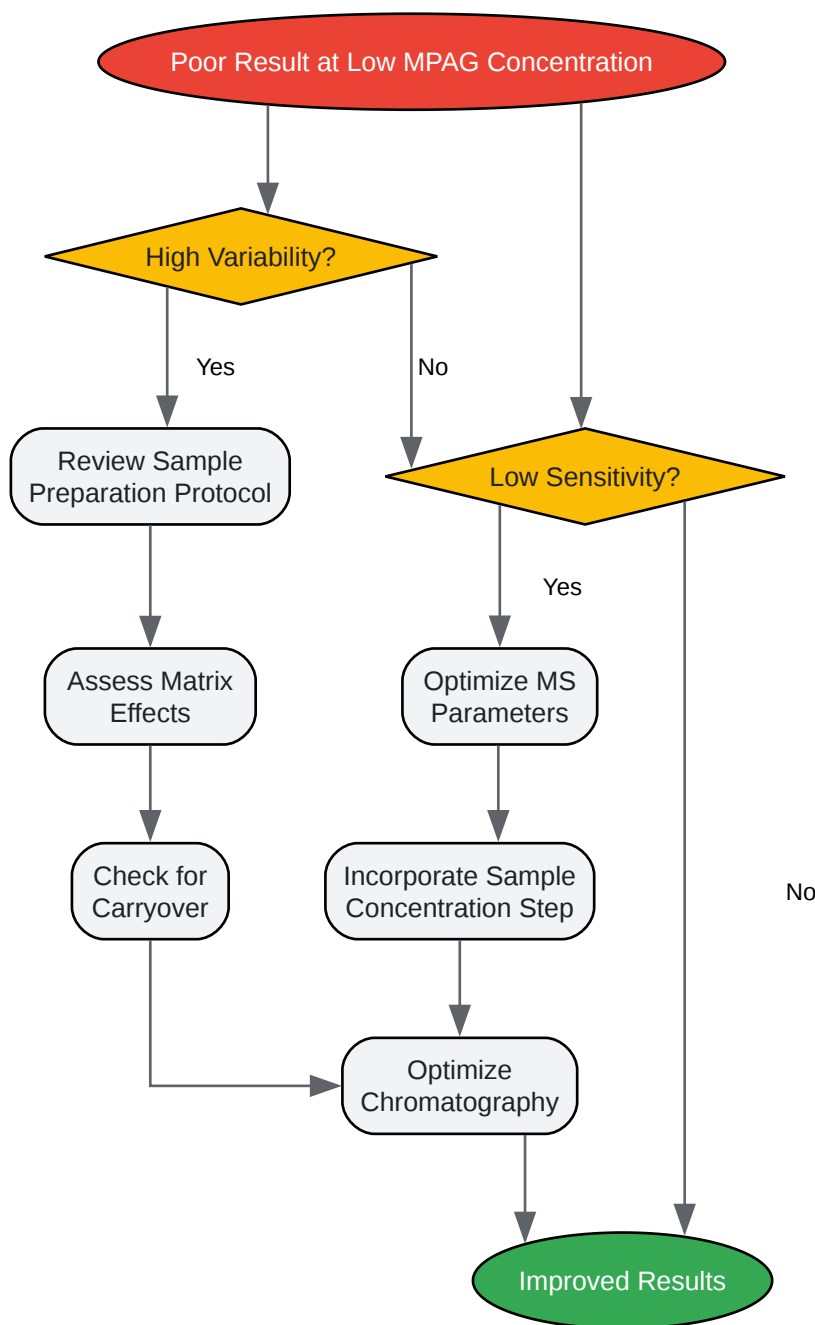 Poor Result at Low MPAG Concentration
High Variability?
Yes
No
Review Sample
Preparation Protocol
Low Sensitivity?
Yes
Assess Matrix
Effects
Optimize MS
Parameters
Check for
Carryover
Incorporate Sample
Concentration Step
No
Optimize
Chromatography
Improved Results